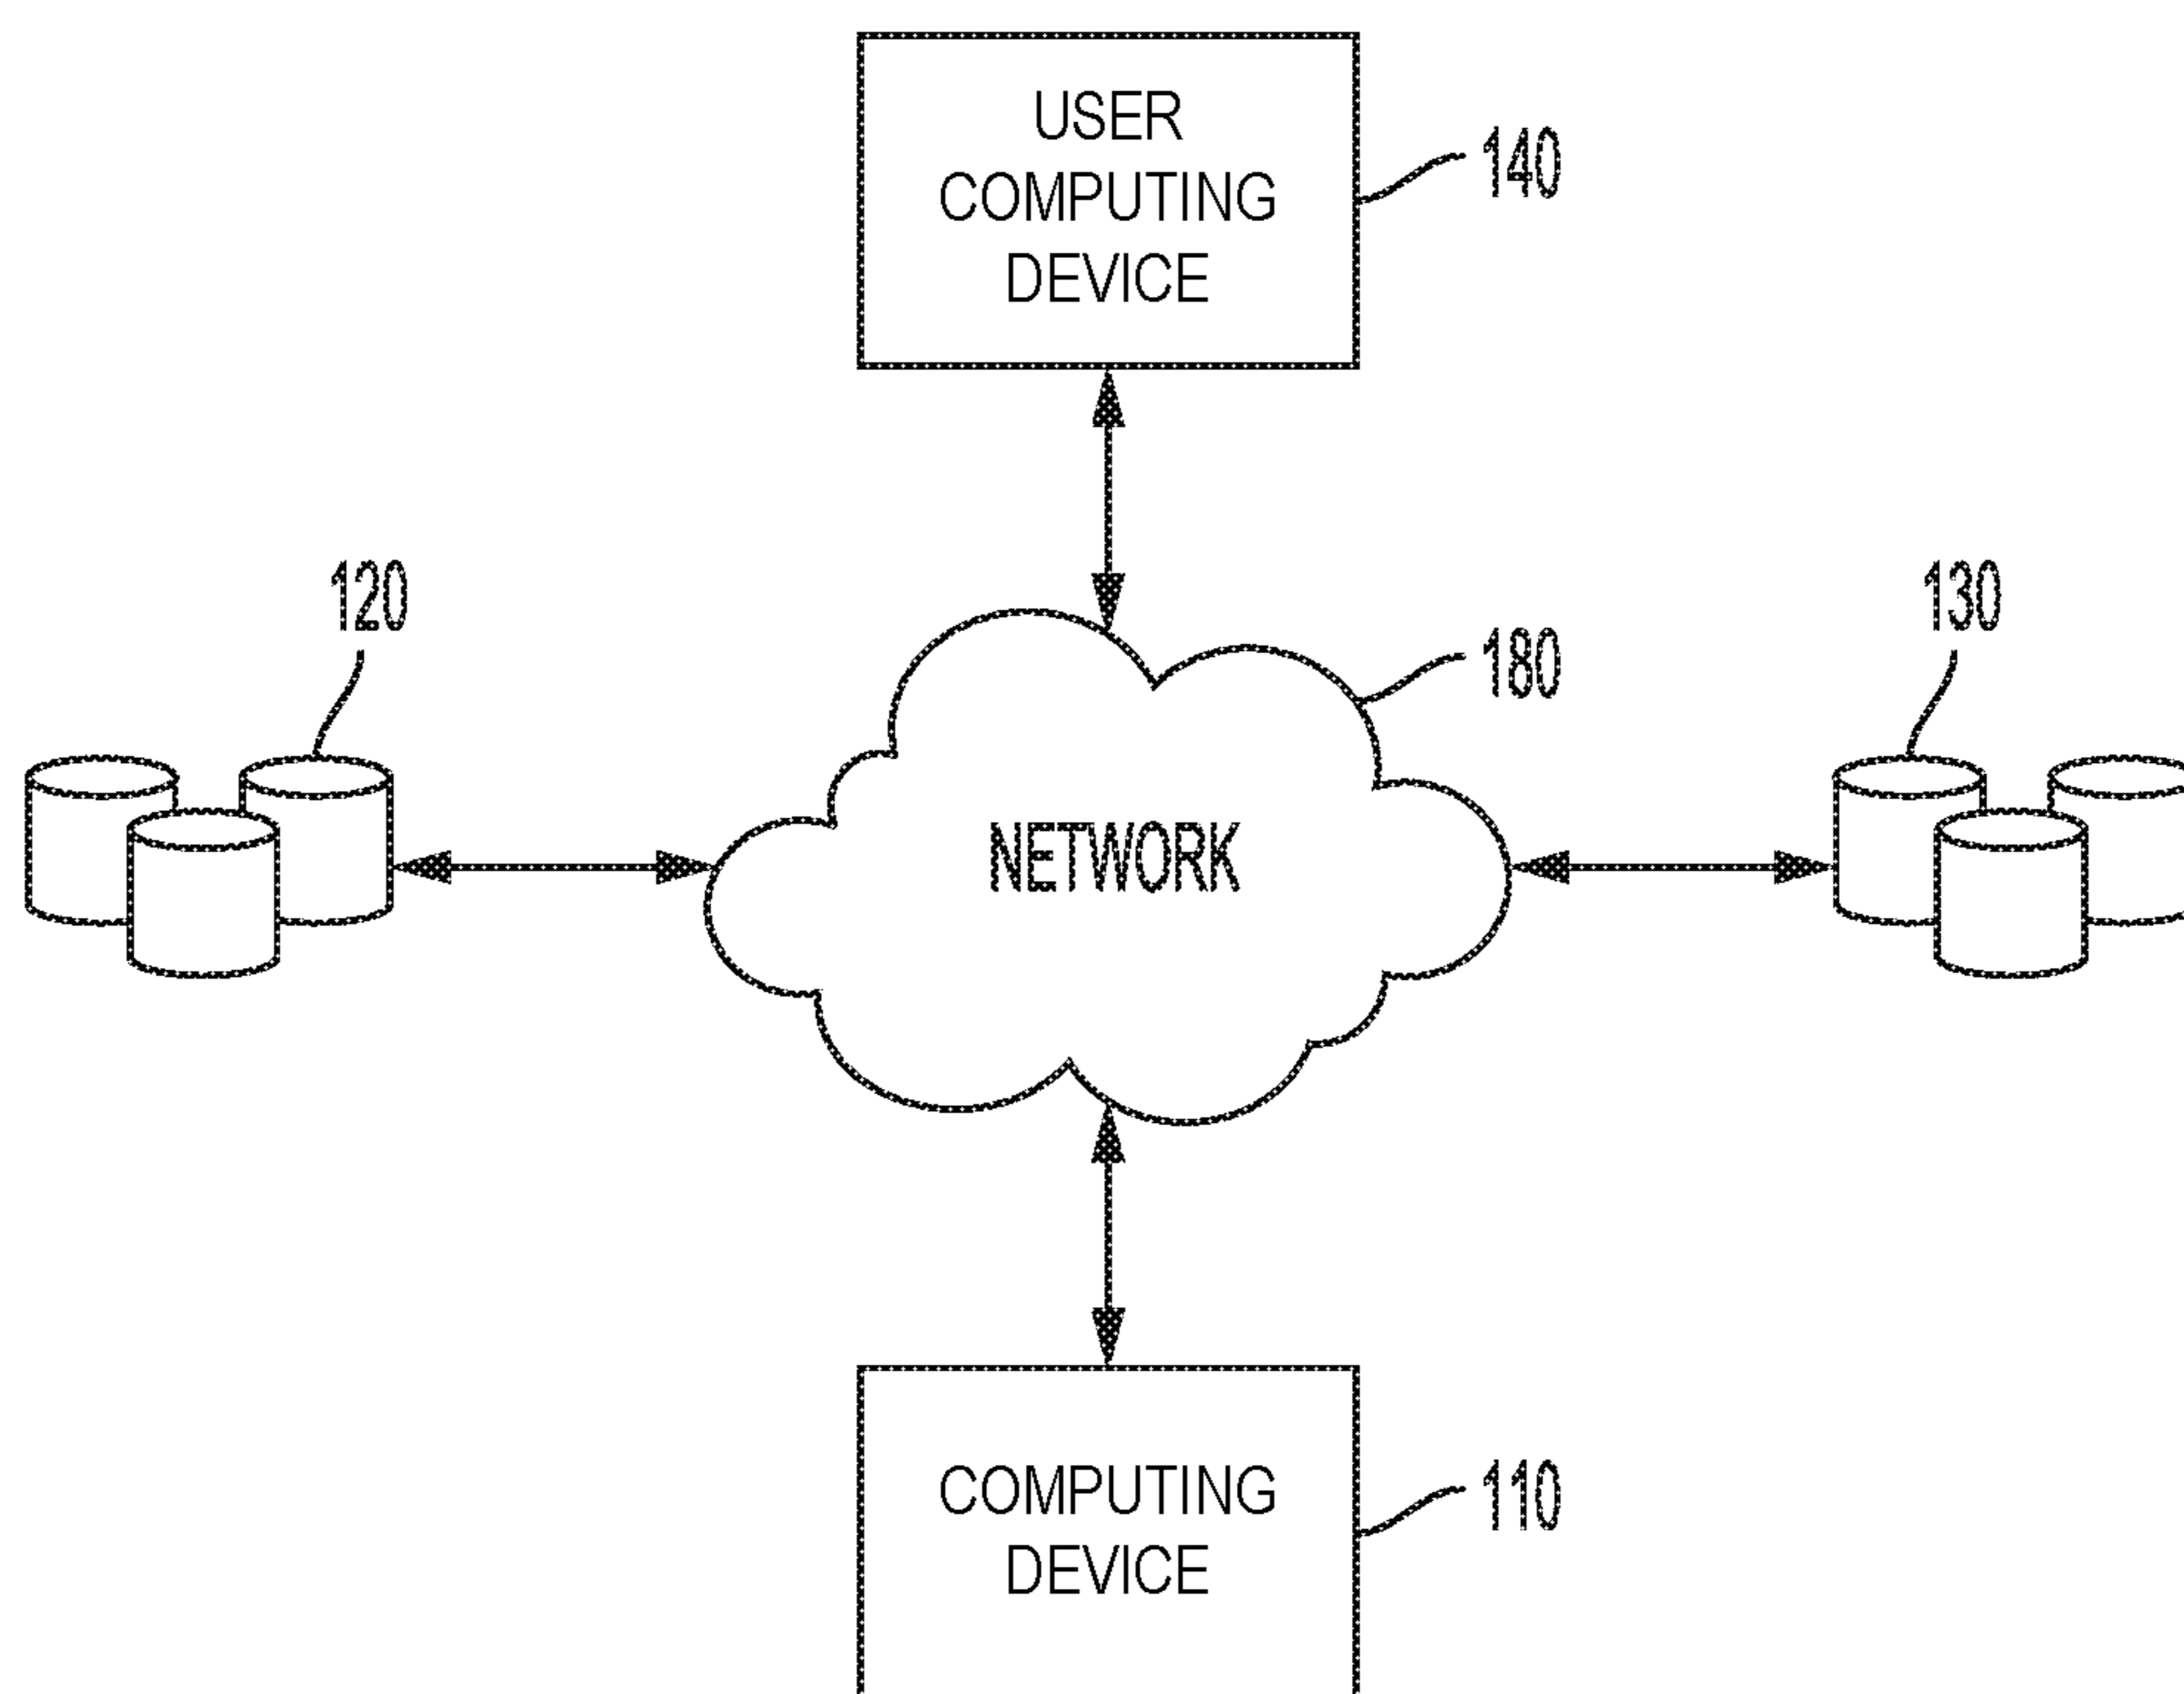 USER
COMPUTING
DEVICE
140
120
130
180
NETWORK
COMPUTING
DEVICE
110